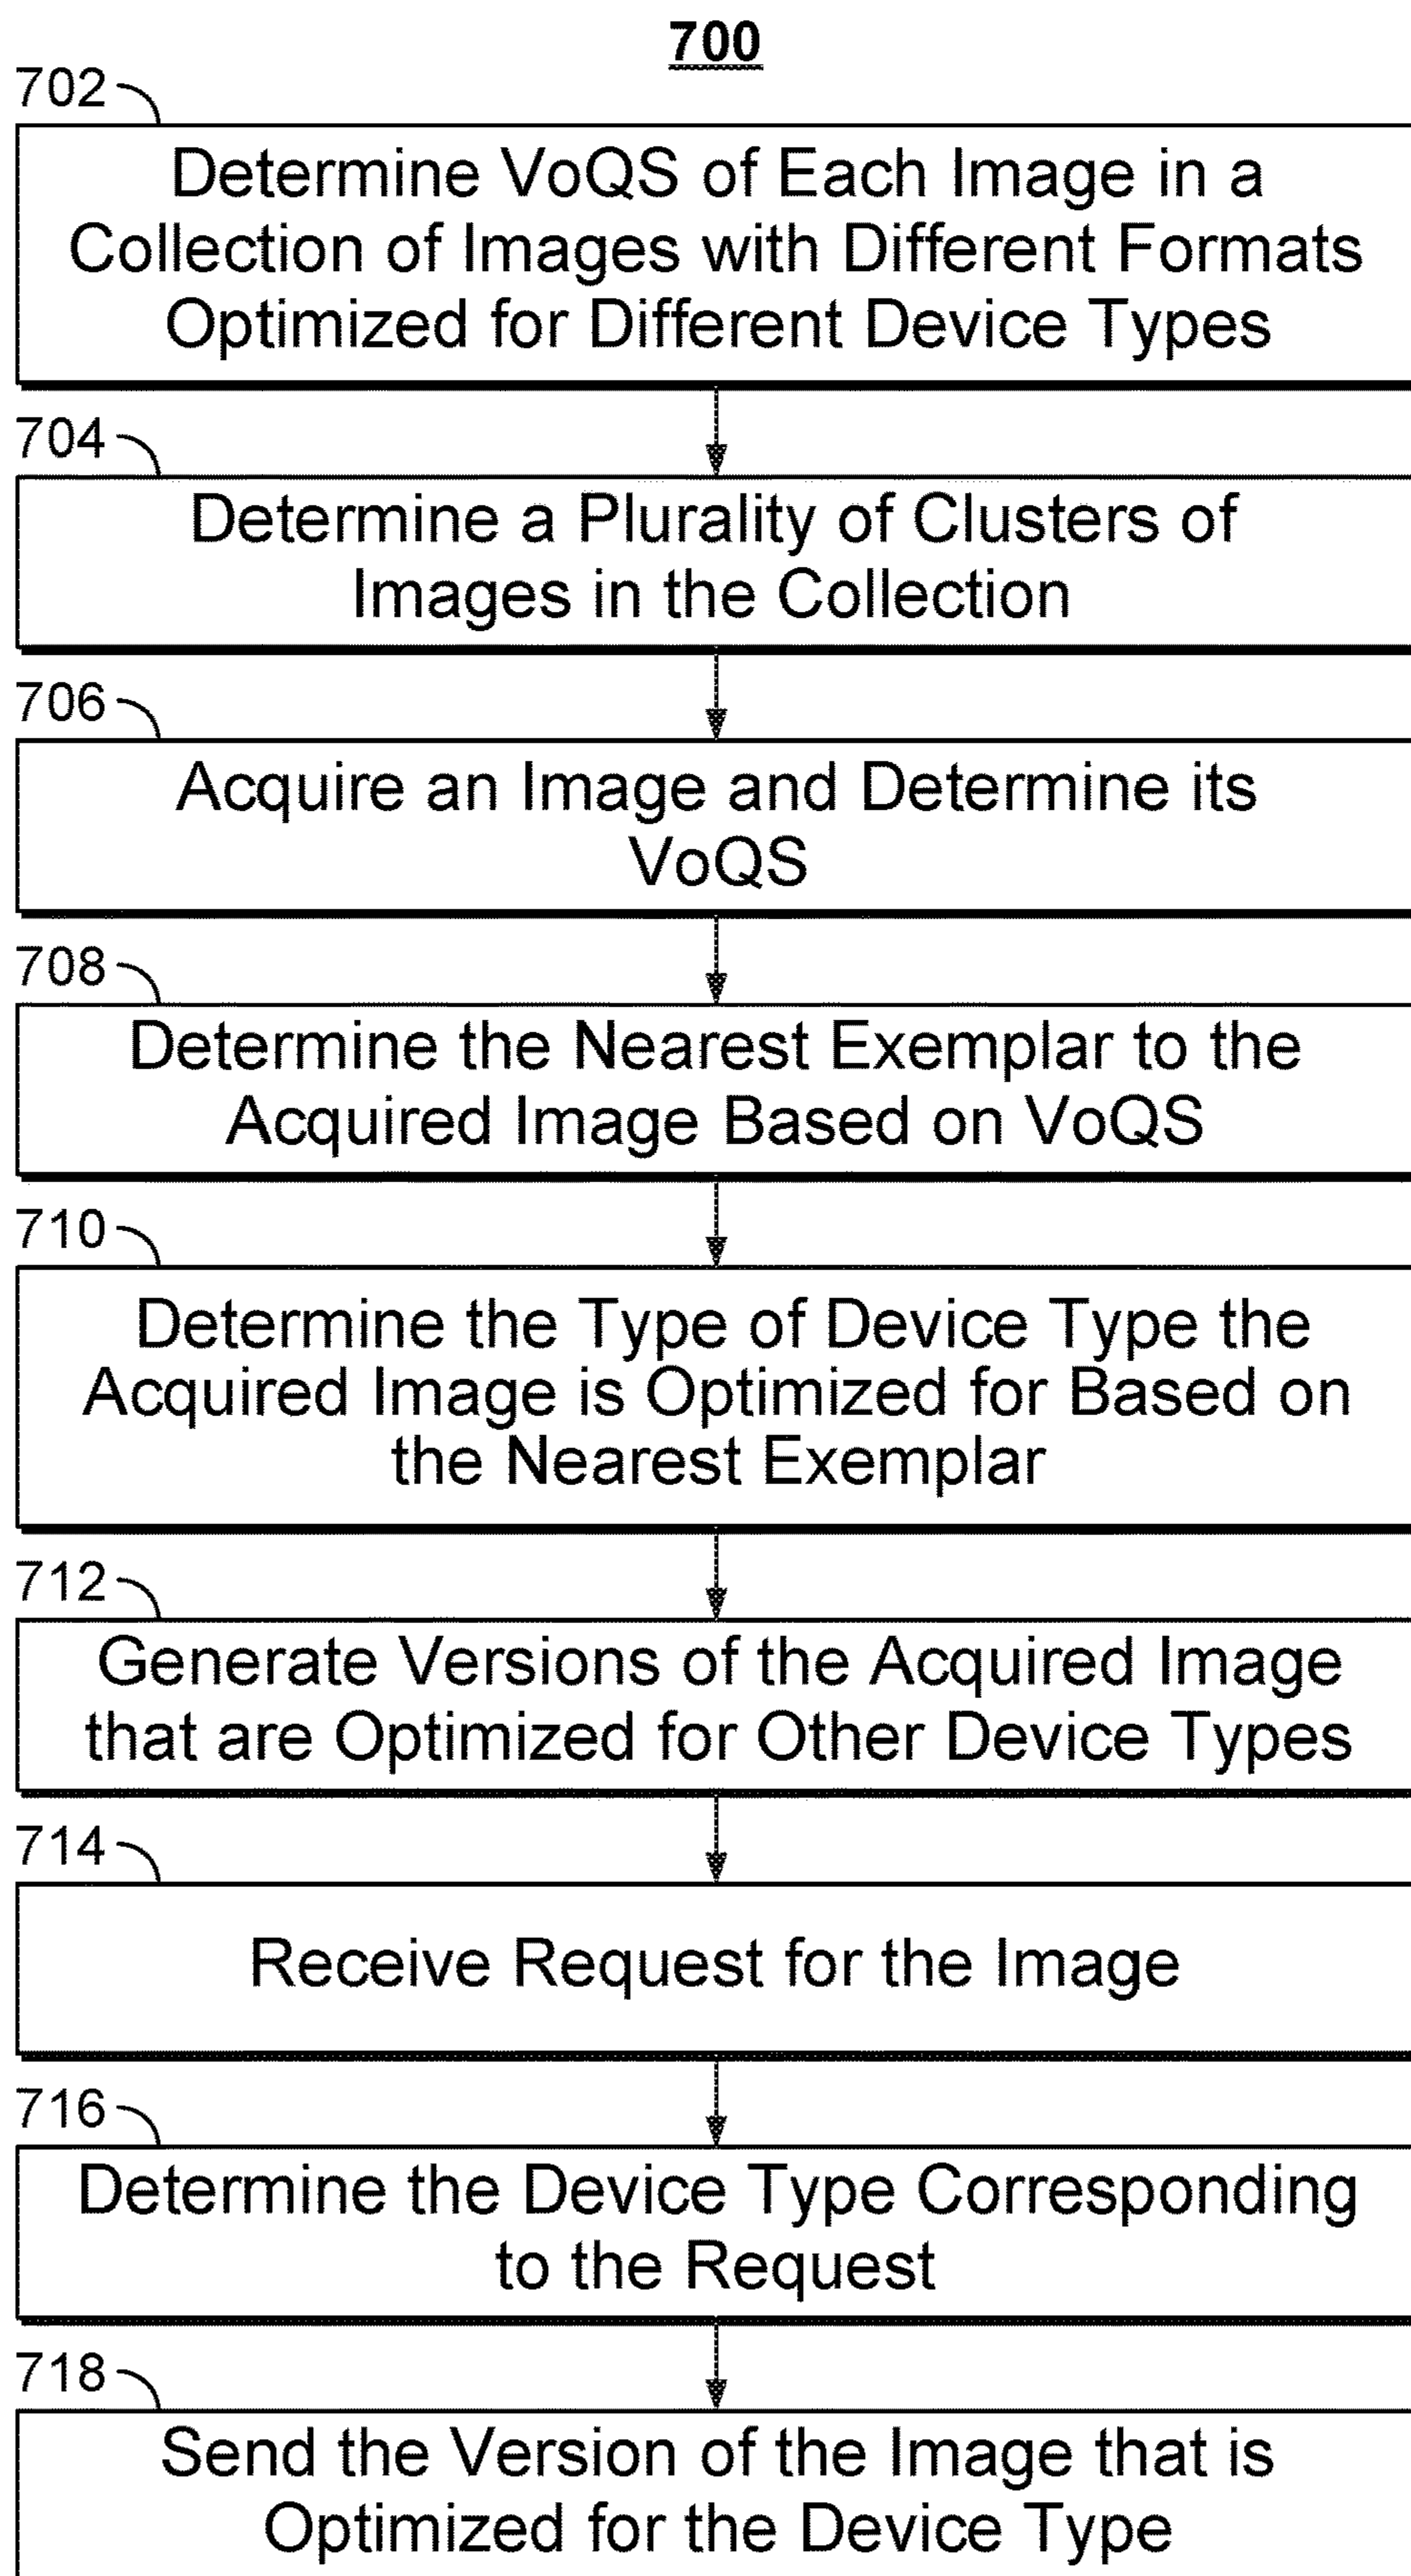 700
702
Determine VoQS of Each Image in a
Collection of Images with Different Formats
Optimized for Different Device Types
704
Determine a Plurality of Clusters of
Images in the Collection
706
Acquire an Image and Determine its
VoQS
708
Determine the Nearest Exemplar to the
Acquired Image Based on VoQS
710
Determine the Type of Device Type the
Acquired Image is Optimized for Based on
the Nearest Exemplar
712
Generate Versions of the Acquired Image
that are Optimized for Other Device Types
714
Receive Request for the Image
716
Determine the Device Type Corresponding
to the Request
718
Send the Version of the Image that is
Optimized for the Device Type